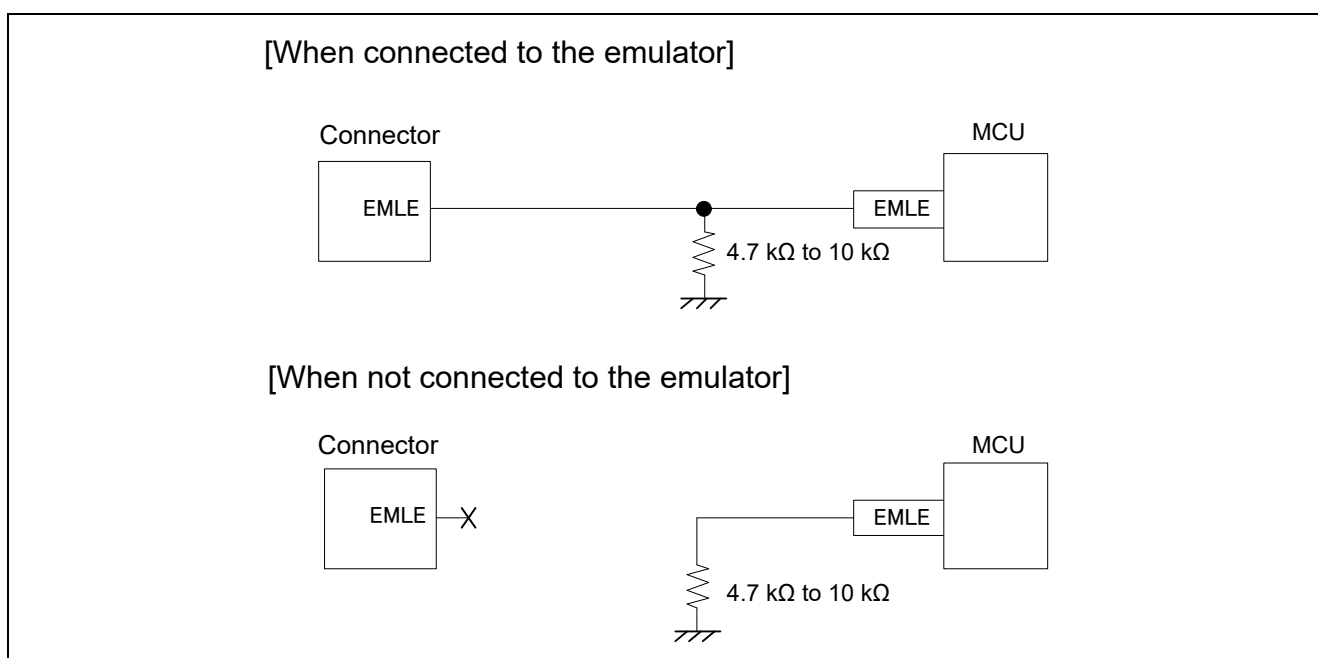 [When connected to the emulator]
Connector
MCU
EMLE
EMLE
4.7 kΩ to 10 kΩ
[When not connected to the emulator]
Connector
MCU
EMLE
EMLE
4.7 kΩ to 10 kΩ